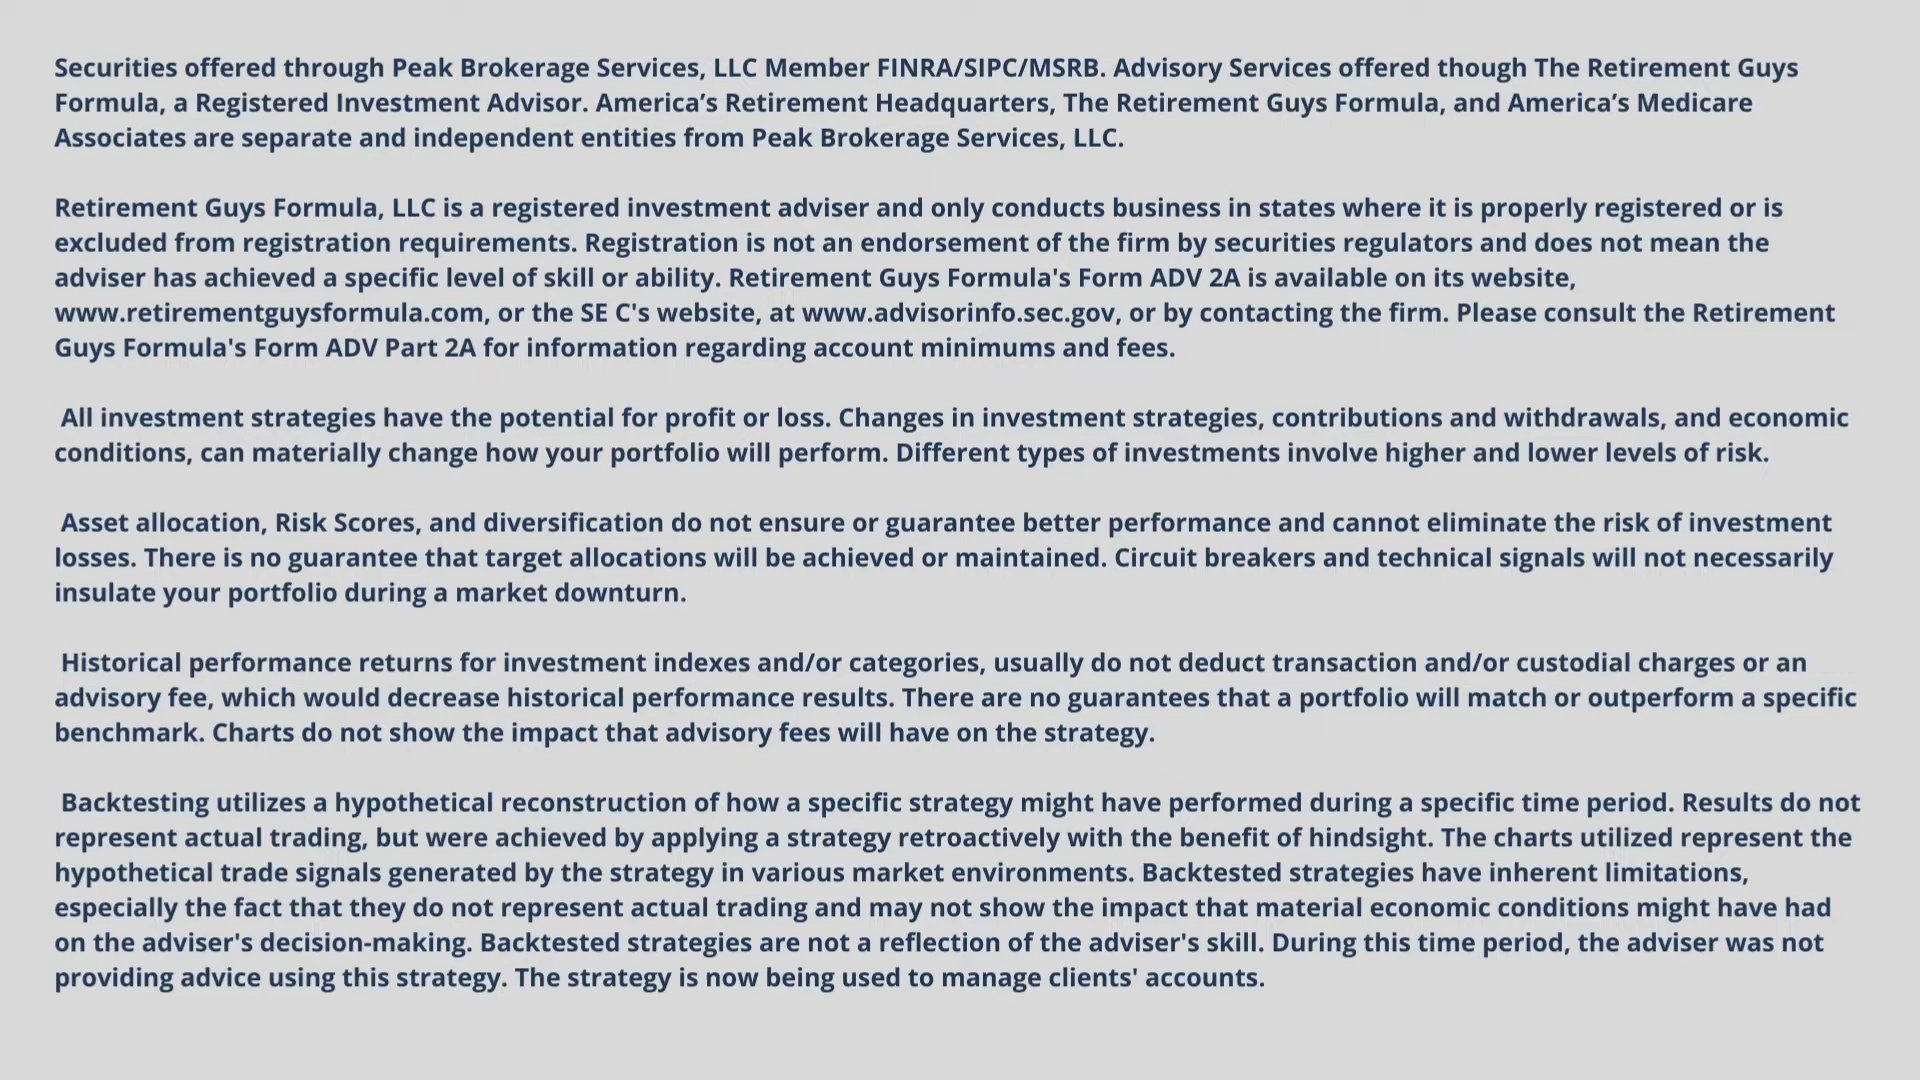 Securities offered through Peak Brokerage Services, LLC Member FINRA/SIPC/MSRB. Advisory Services offered though The Retirement Guys
Formula, a Registered Investment Advisor. America’s Retirement Headquarters, The Retirement Guys Formula, and America’s Medicare
Associates are separate and independent entities from Peak Brokerage Services, LLC.
Retirement Guys Formula, LLC is a registered investment adviser and only conducts business in states where it is properly registered or is
excluded from registration requirements. Registration is not an endorsement of the firm by securities regulators and does not mean the
adviser has achieved a specific level of skill or ability. Retirement Guys Formula's Form ADV 2A is available on its website,
www.retirementguysformula.com, or the SE C's website, at www.advisorinfo.sec.gov, or by contacting the firm. Please consult the Retirement
Guys Formula's Form ADV Part 2A for information regarding account minimums and fees.
All investment strategies have the potential for profit or loss. Changes in investment strategies, contributions and withdrawals, and economic
conditions, can materially change how your portfolio will perform. Different types of investments involve higher and lower levels of risk.
Asset allocation, Risk Scores, and diversification do not ensure or guarantee better performance and cannot eliminate the risk of investment
losses. There is no guarantee that target allocations will be achieved or maintained. Circuit breakers and technical signals will not necessarily
insulate your portfolio during a market downturn.
Historical performance returns for investment indexes and/or categories, usually do not deduct transaction and/or custodial charges or an
advisory fee, which would decrease historical performance results. There are no guarantees that a portfolio will match or outperform a specific
benchmark. Charts do not show the impact that advisory fees will have on the strategy.
Backtesting utilizes a hypothetical reconstruction of how a specific strategy might have performed during a specific time period. Results do not
represent actual trading, but were achieved by applying a strategy retroactively with the benefit of hindsight. The charts utilized represent the
hypothetical trade signals generated by the strategy in various market environments. Backtested strategies have inherent limitations,
especially the fact that they do not represent actual trading and may not show the impact that material economic conditions might have had
on the adviser's decision-making. Backtested strategies are not a reflection of the adviser's skill. During this time period, the adviser was not
providing advice using this strategy. The strategy is now being used to manage clients' accounts.